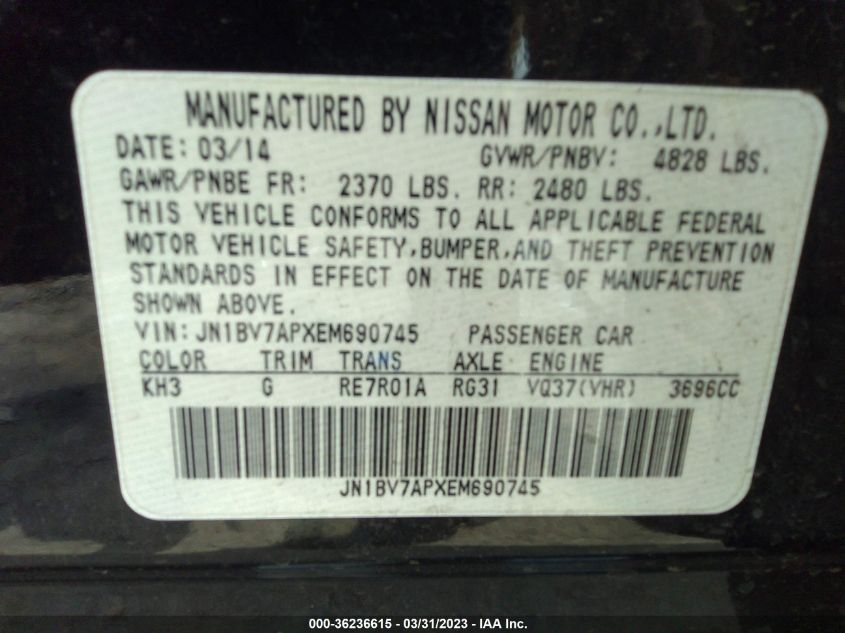 MANUFACTURED BY NISSAN MOTOR CO.,LTD.
DATE: 03/14 GVWR/PNBV: 4828 LBS.
GAWR/PNBE FR: 2370 LBS. RR: 2480 LBS.
THIS VEHICLE CONFORMS TO ALL APPLICABLE FEDERAL
MOTOR VEHICLE SAFETY,BUMPER,AND THEFT PREVENTION
STANDARDS IN EFFECT ON THE DATE OF MANUFACTURE
SHOWN ABOVE.
VIN: JN1BV7APXEM690745 PASSENGER CAR
COLOR TRIM TRANS AXLE ENGINE
KH3 G RE7R01A RG31 VQ37(VHR) 3696CC
JN1BV7APXEM690745
000-36236615 - 03/31/2023 - IAA Inc.